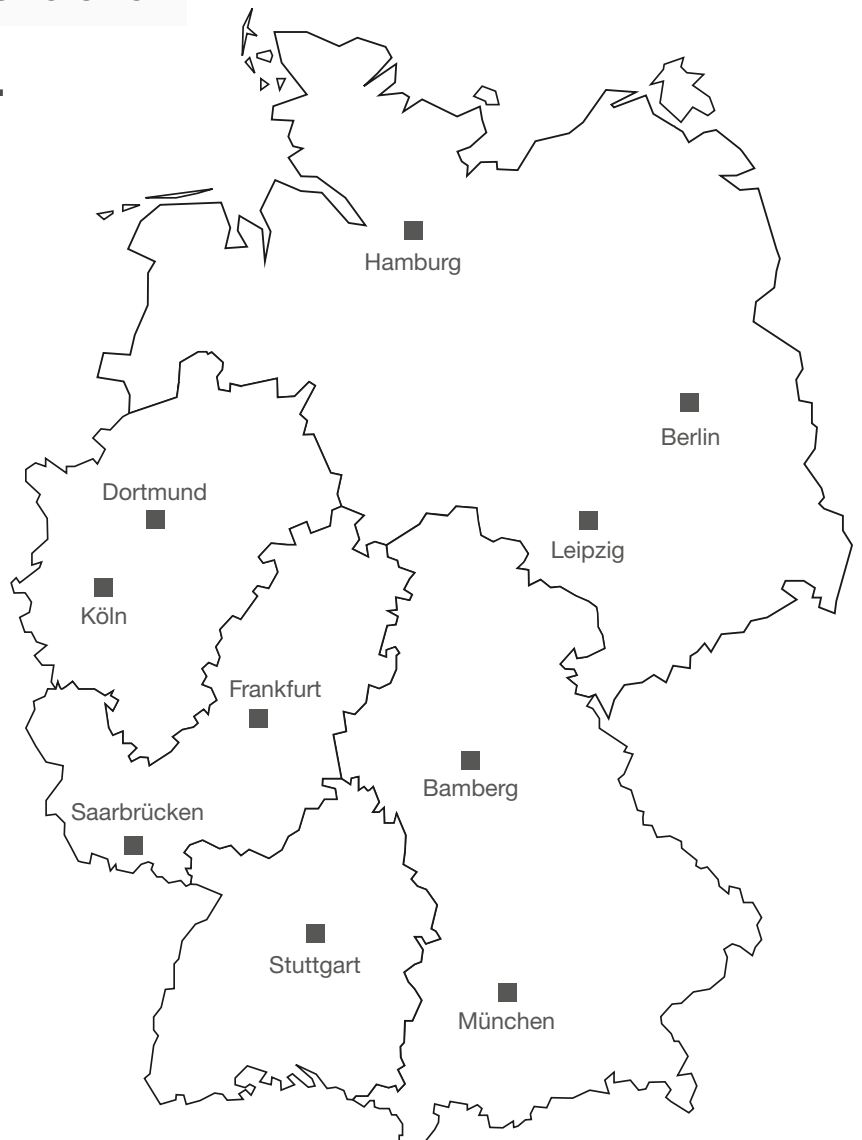 Hamburg
Berlin
Dortmund
Leipzig
Köln
Frankfurt
Bamberg
Saarbrücken
Stuttgart
München